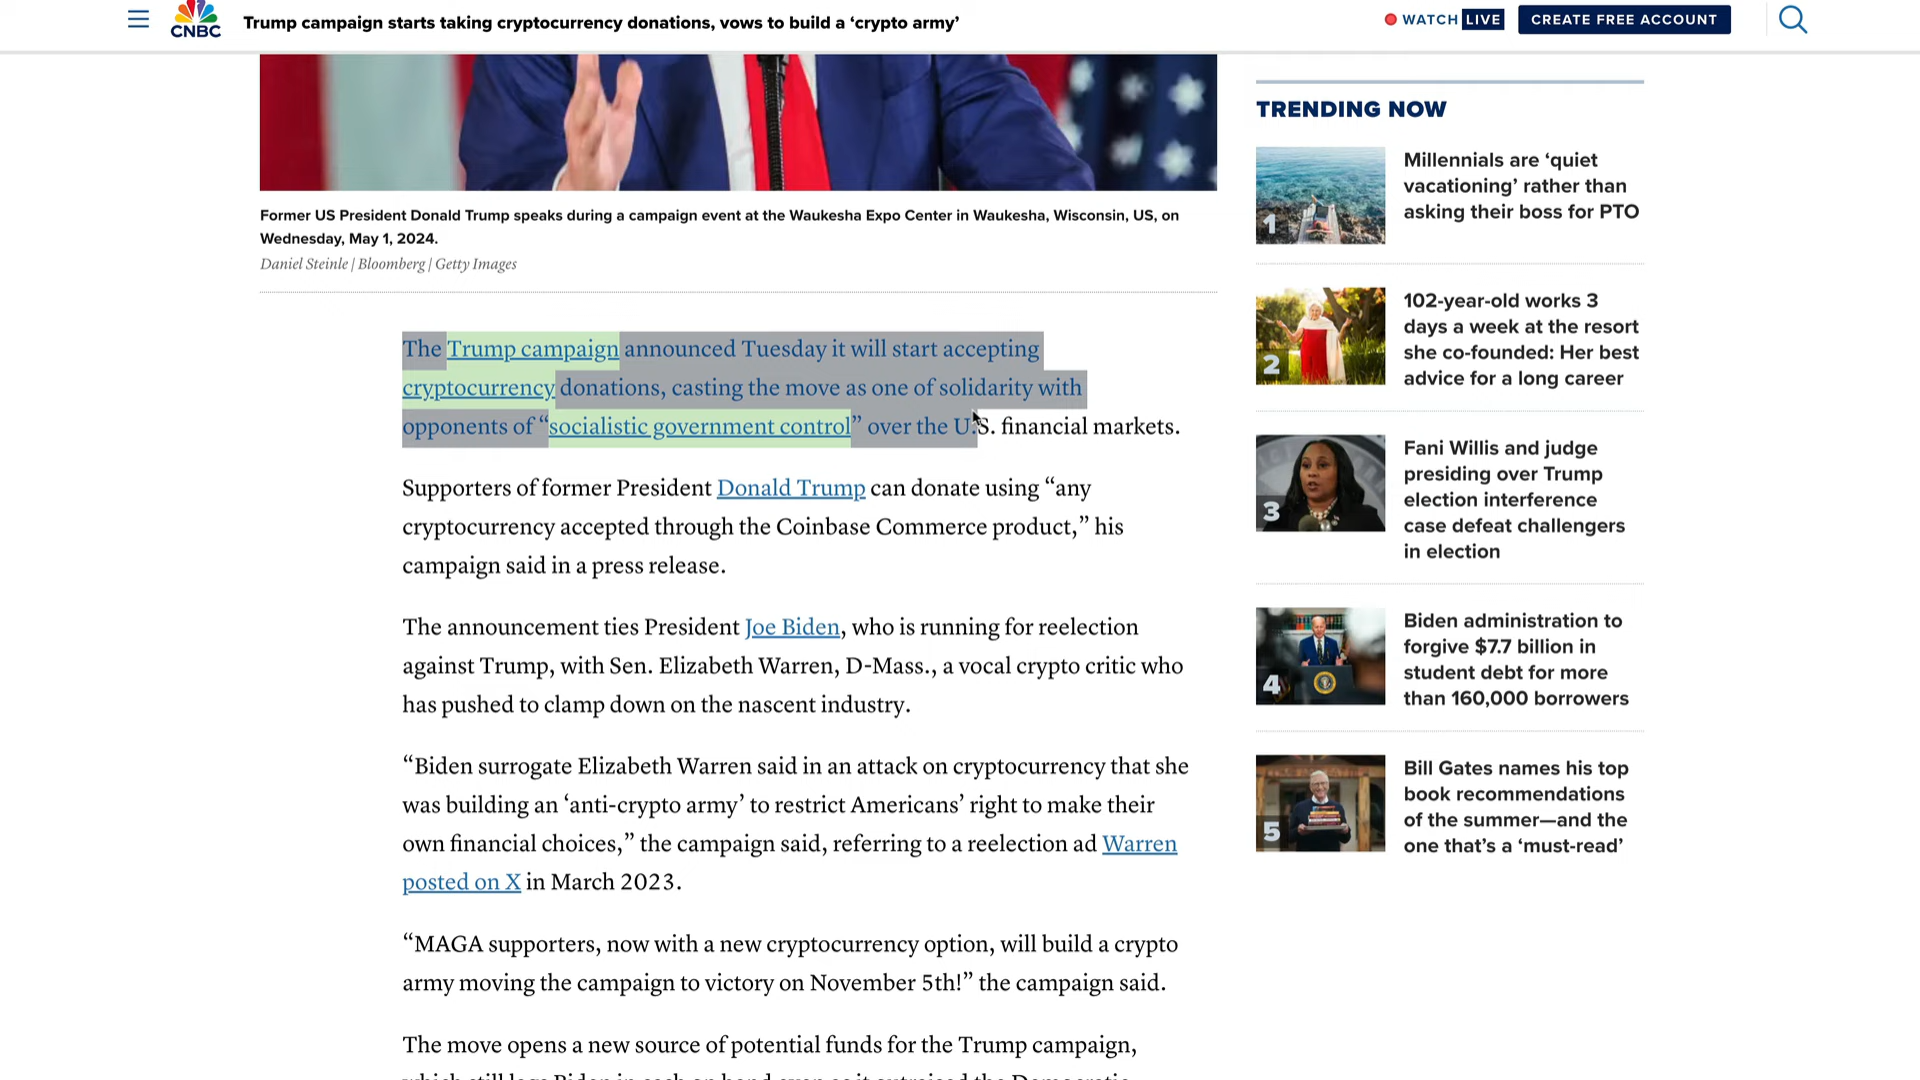 CNBC
Trump campaign starts taking cryptocurrency donations, vows to build a ‘crypto army’
WATCH LIVE
CREATE FREE ACCOUNT
Former US President Donald Trump speaks during a campaign event at the Waukesha Expo Center in Waukesha, Wisconsin, US, on
Wednesday, May 1, 2024.
Daniel Steinle | Bloomberg | Getty Images
The Trump campaign announced Tuesday it will start accepting
cryptocurrency donations, casting the move as one of solidarity with
opponents of “socialistic government control” over the U.S. financial markets.
Supporters of former President Donald Trump can donate using “any
cryptocurrency accepted through the Coinbase Commerce product,” his
campaign said in a press release.
The announcement ties President Joe Biden, who is running for reelection
against Trump, with Sen. Elizabeth Warren, D-Mass., a vocal crypto critic who
has pushed to clamp down on the nascent industry.
“Biden surrogate Elizabeth Warren said in an attack on cryptocurrency that she
was building an ‘anti-crypto army’ to restrict Americans’ right to make their
own financial choices,” the campaign said, referring to a reelection ad Warren
posted on X in March 2023.
“MAGA supporters, now with a new cryptocurrency option, will build a crypto
army moving the campaign to victory on November 5th!” the campaign said.
The move opens a new source of potential funds for the Trump campaign,
TRENDING NOW
1
Millennials are ‘quiet
vacationing’ rather than
asking their boss for PTO
2
102-year-old works 3
days a week at the resort
she co-founded: Her best
advice for a long career
3
Fani Willis and judge
presiding over Trump
election interference
case defeat challengers
in election
4
Biden administration to
forgive $7.7 billion in
student debt for more
than 160,000 borrowers
5
Bill Gates names his top
book recommendations
of the summer—and the
one that’s a ‘must-read’